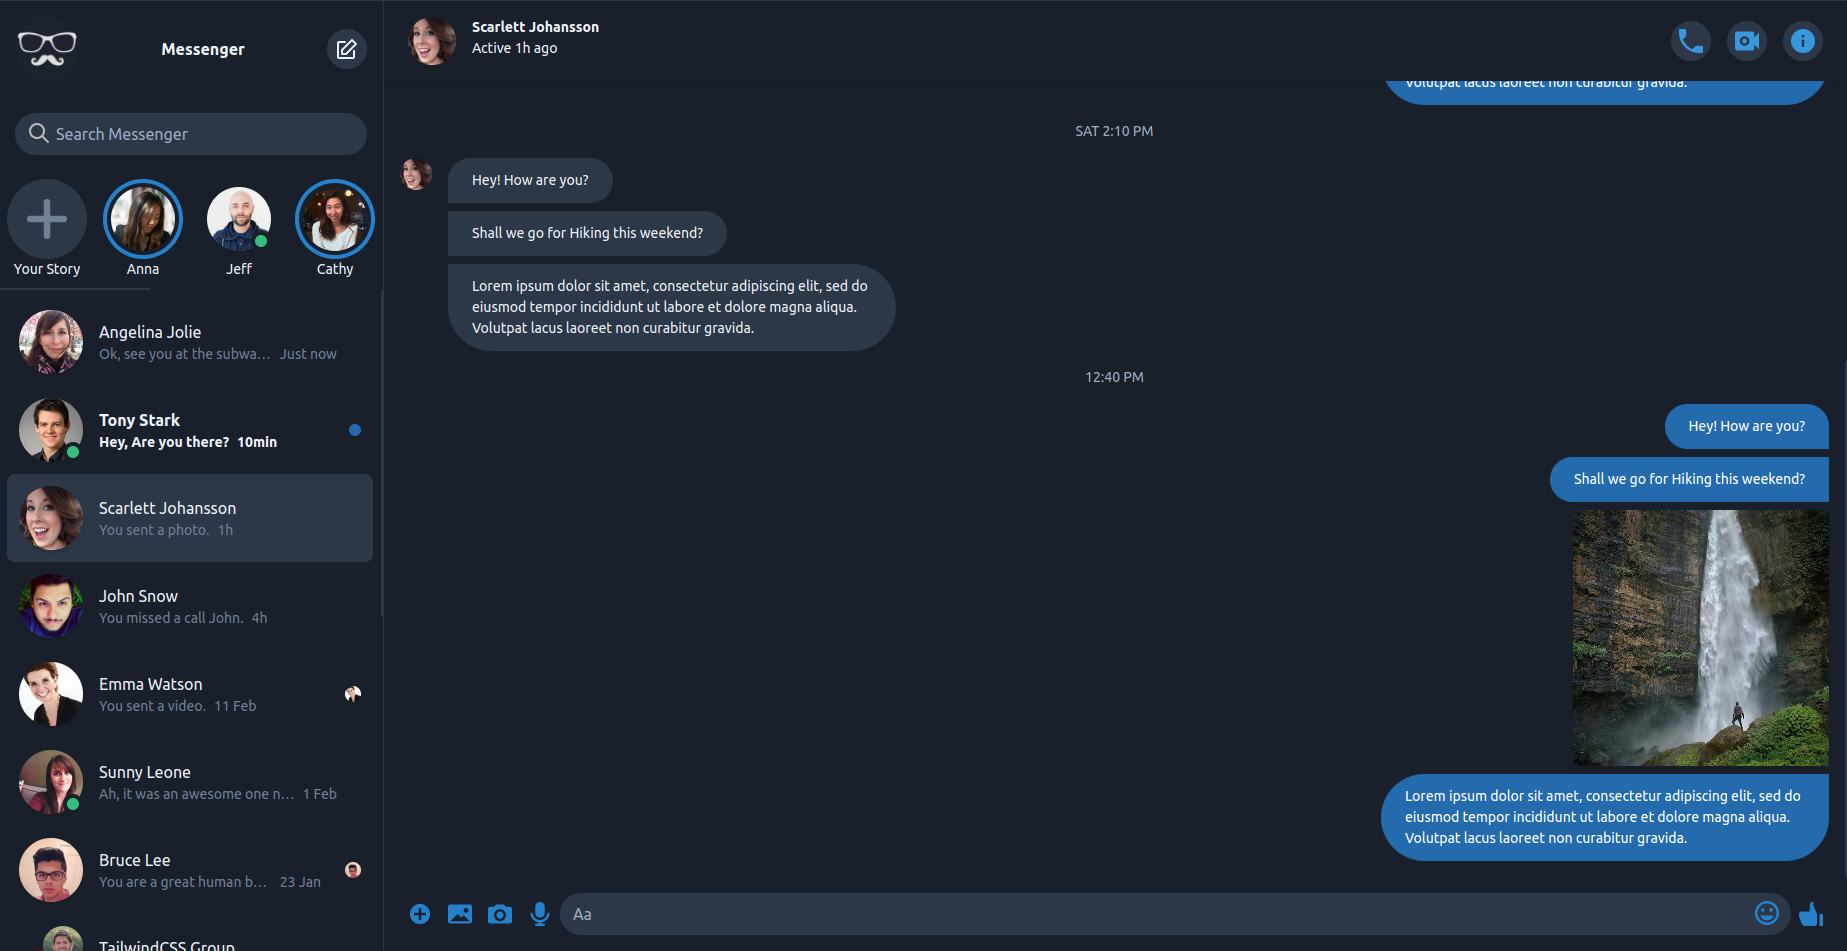 Messenger
Search Messenger
Your Story
Anna
Jeff
Cathy
Angelina Jolie
Ok, see you at the subwa… Just now
Tony Stark
Hey, Are you there? 10min
Scarlett Johansson
You sent a photo. 1h
John Snow
You missed a call John. 4h
Emma Watson
You sent a video. 11 Feb
Sunny Leone
Ah, it was an awesome one n… 1 Feb
Bruce Lee
You are a great human b… 23 Jan
TailwindCSS Group
Scarlett Johansson
Active 1h ago
Volutpat lacus laoreet non curabitur gravida.
SAT 2:10 PM
Hey! How are you?
Shall we go for Hiking this weekend?
Lorem ipsum dolor sit amet, consectetur adipiscing elit, sed do
eiusmod tempor incididunt ut labore et dolore magna aliqua.
Volutpat lacus laoreet non curabitur gravida.
12:40 PM
Hey! How are you?
Shall we go for Hiking this weekend?
Lorem ipsum dolor sit amet, consectetur adipiscing elit, sed do
eiusmod tempor incididunt ut labore et dolore magna aliqua.
Volutpat lacus laoreet non curabitur gravida.
Aa